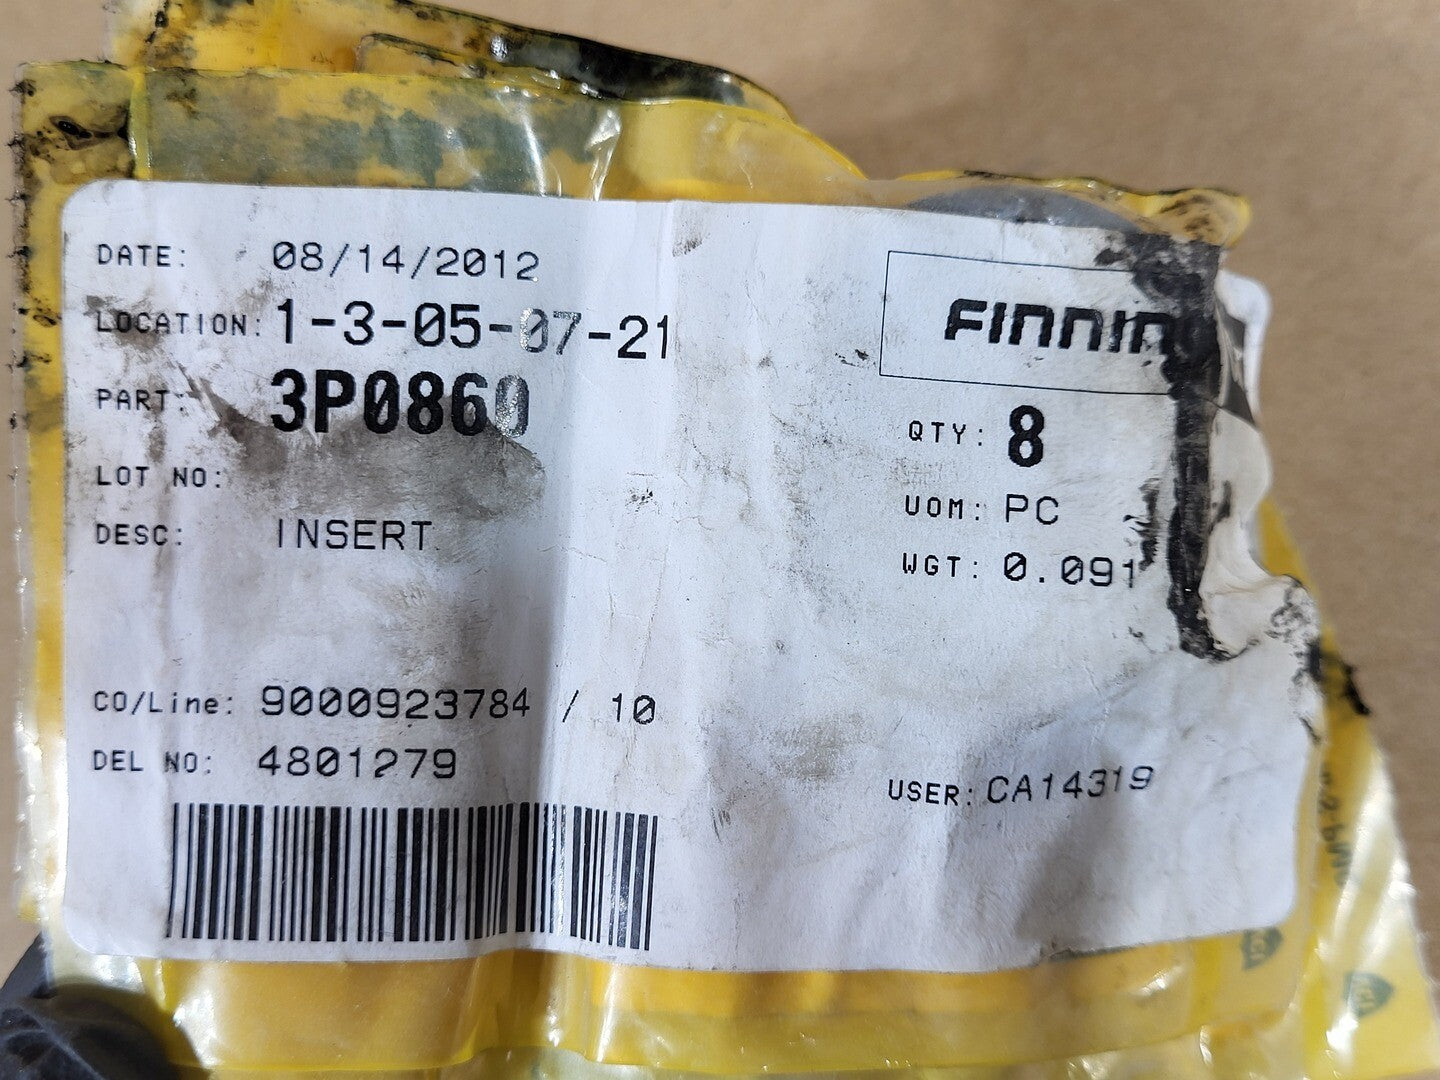 DATE: 08/14/2012
LOCATION: 1-3-05-07-21
PART: 3P0860
LOT NO:
DESC: INSERT
CO/Line: 9000923784 / 10
DEL NO: 4801279
FINNIN
QTY: 8
UOM: PC
WGT: 0.091
USER: CA14319